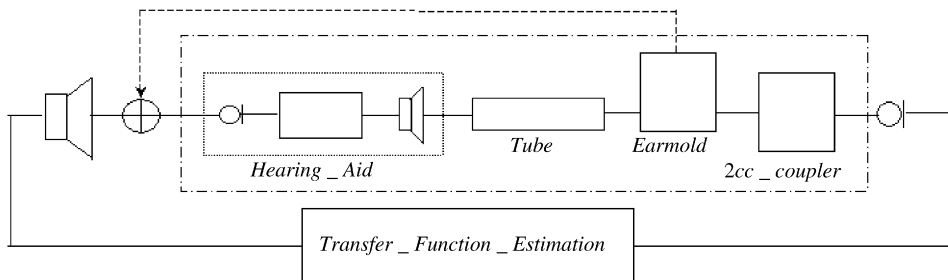 Tube
Earmold
Hearing _ Aid
2cc _ coupler
Transfer _ Function _ Estimation